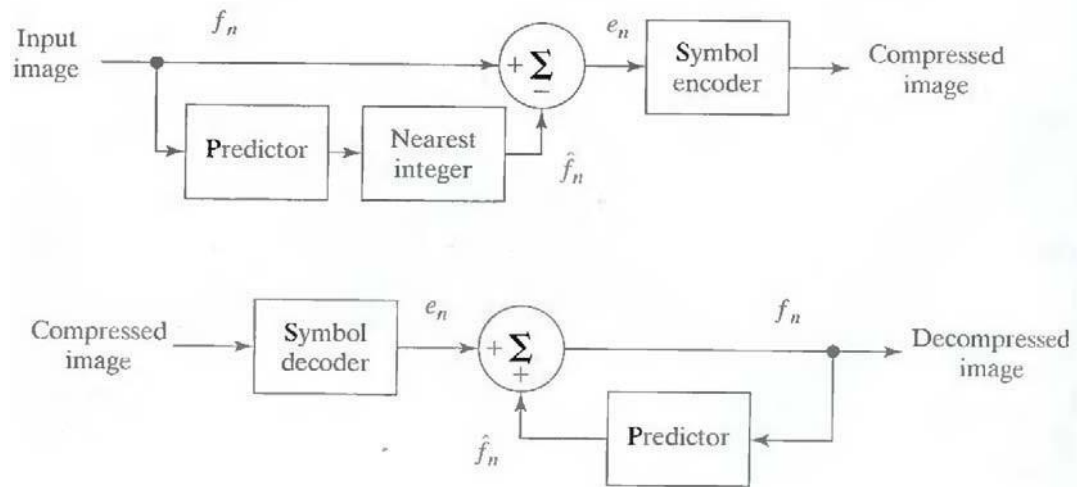 Input
image
f_n
+ Σ
−
e_n
Symbol
encoder
Compressed
image
Predictor
Nearest
integer
f̂_n
Compressed
image
Symbol
decoder
e_n
+ Σ
+
f_n
Decompressed
image
f̂_n
Predictor